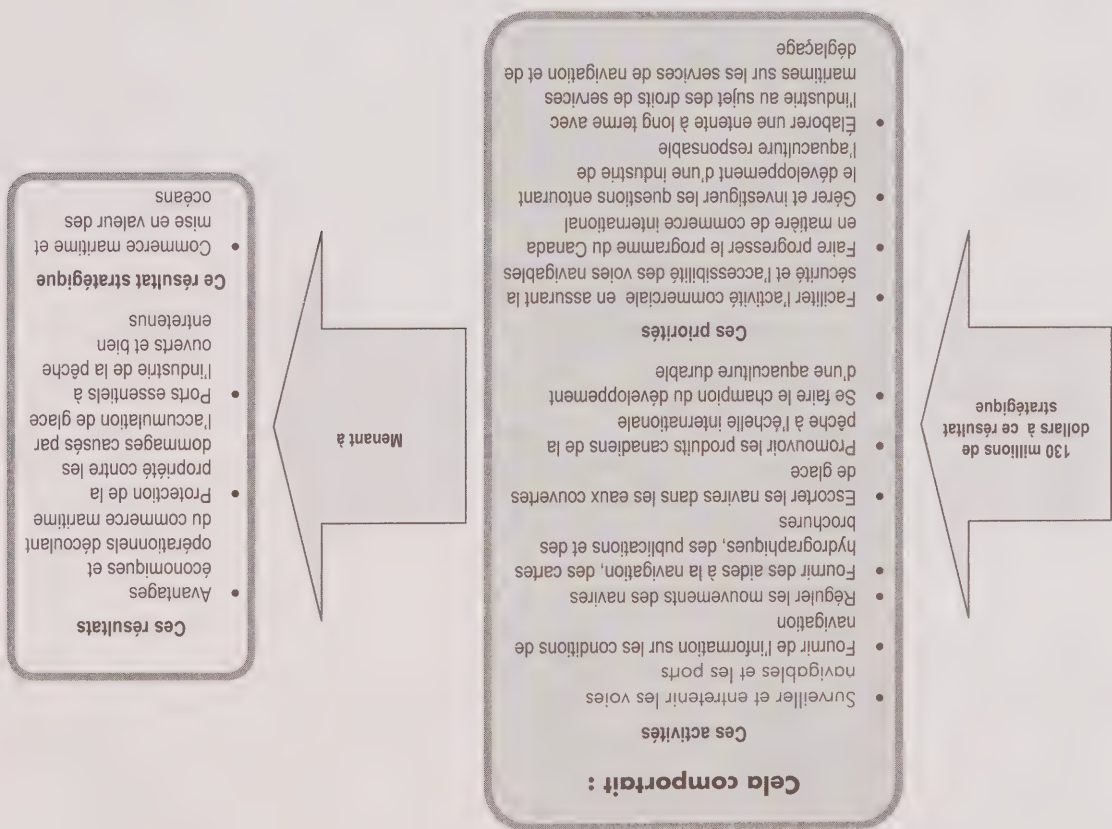 130 millions de
dollars à ce résultat
stratégique
Cela comportait :
Ces activités
• Surveiller et entretenir les voies
navigables et les ports
• Fournir de l'information sur les conditions de
navigation
• Réguler les mouvements des navires
• Fournir des aides à la navigation, des cartes
hydrographiques, des publications et des
brochures
• Escorter les navires dans les eaux couvertes
de glace
• Promouvoir les produits canadiens de la
pêche à l'échelle internationale
• Se faire le champion du développement
d'une aquaculture durable
Ces priorités
• Faciliter l'activité commerciale en assurant la
sécurité et l'accessibilité des voies navigables
• Faire progresser le programme du Canada
en matière de commerce international
• Gérer et investiguer les questions entourant
le développement d'une industrie de
l'aquaculture responsable
• Élaborer une entente à long terme avec
l'industrie au sujet des droits de services
maritimes sur les services de navigation et de
déglaçage
Menant à
Ces résultats
• Avantages
économiques et
opérationnels découlant
du commerce maritime
• Protection de la
propriété contre les
dommages causés par
l'accumulation de glace
• Ports essentiels à
l'industrie de la pêche
ouverts et bien
entretenus
Ce résultat stratégique
• Commerce maritime et
mise en valeur des
océans